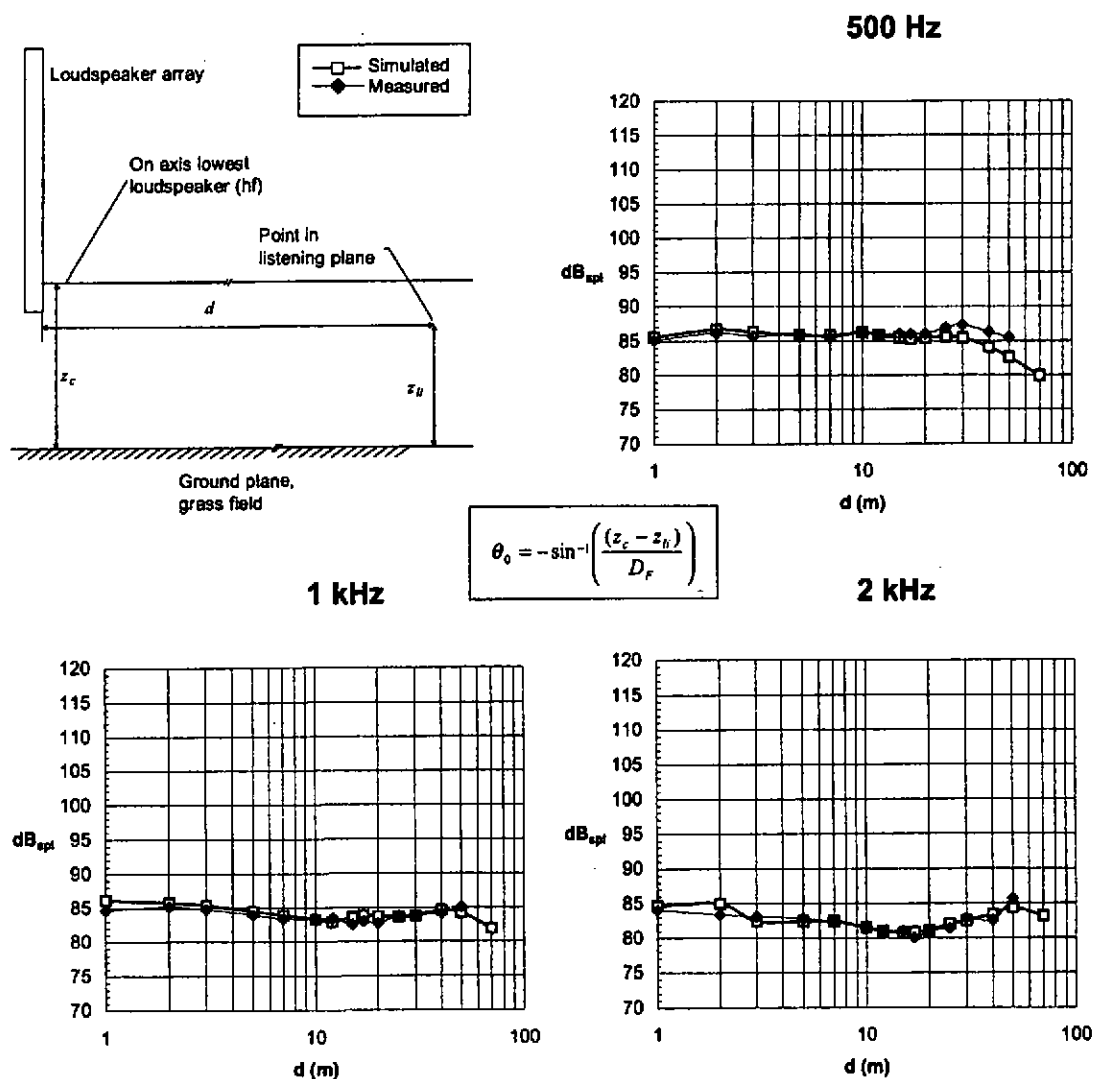 500 Hz
Loudspeaker array
Simulated
Measured
On axis lowest
loudspeaker (hf)
Point in
listening plane
d
z_c
z_li
Ground plane,
grass field
120
115
110
105
100
95
90
85
80
75
70
dB_spl
1
10
100
d (m)
θ_0 = -sin⁻¹((z_c - z_li) / D_F)
1 kHz
120
115
110
105
100
95
90
85
80
75
70
dB_spl
1
10
100
d (m)
2 kHz
120
115
110
105
100
95
90
85
80
75
70
dB_spl
1
10
100
d (m)